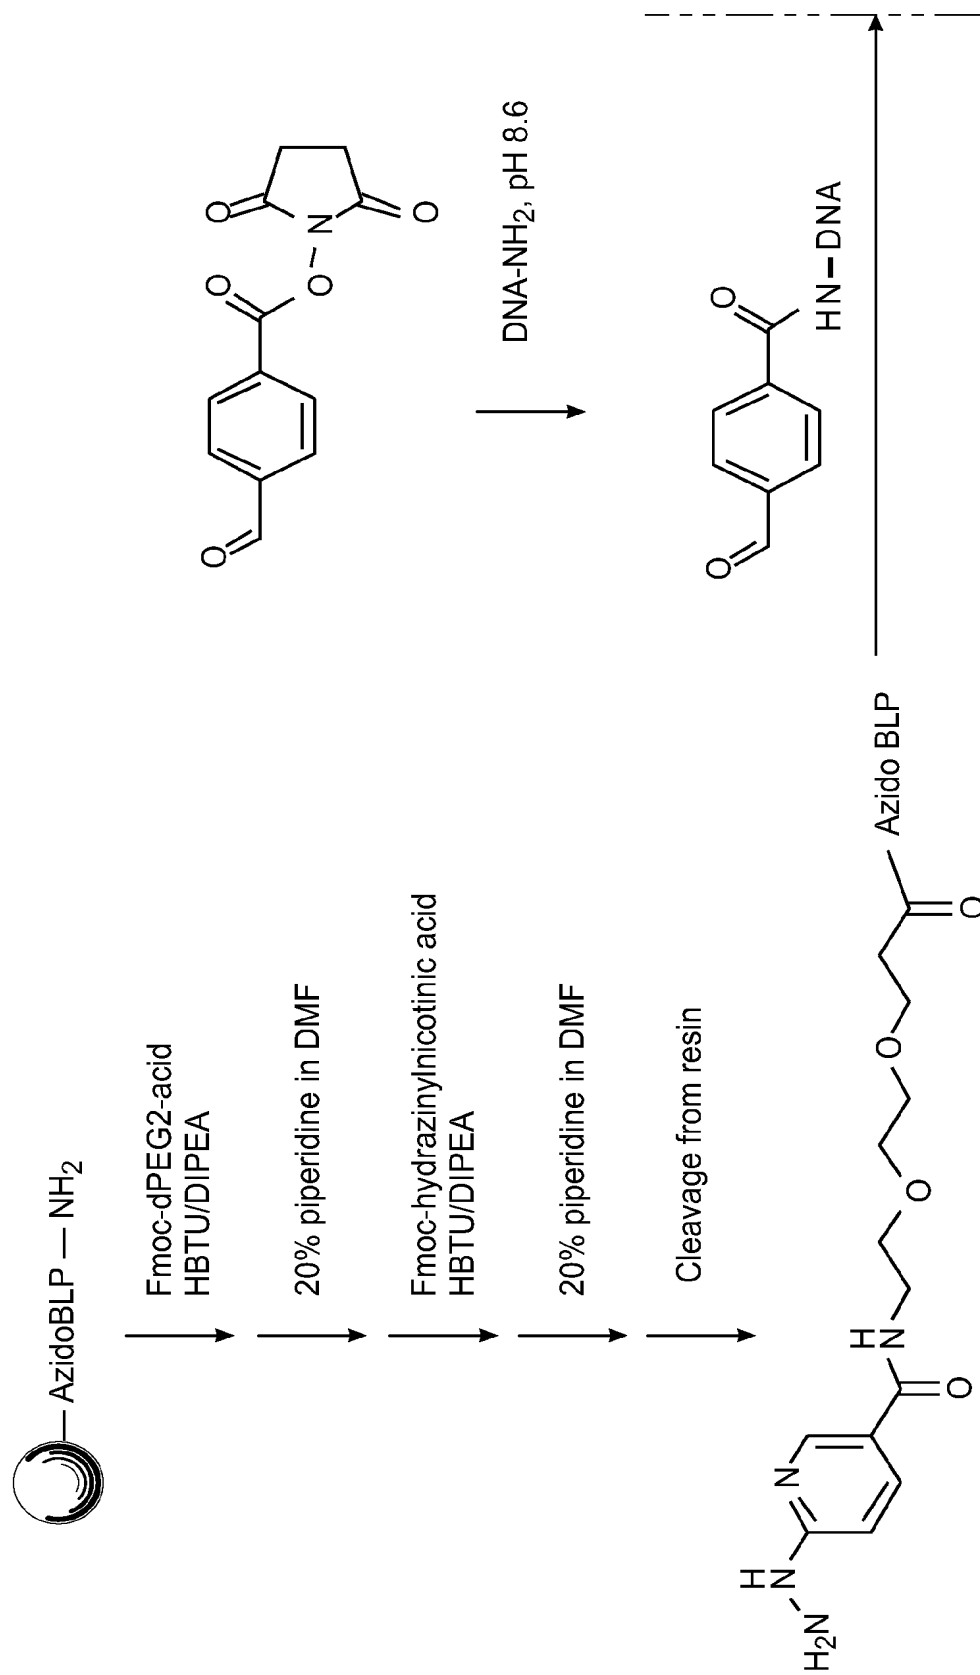 AzidoBLP — NH2
Fmoc-dPEG2-acid
HBTU/DIPEA
20% piperidine in DMF
Fmoc-hydrazinylnicotinic acid
HBTU/DIPEA
20% piperidine in DMF
Cleavage from resin
H2N
H
N
N
O
H
N
O
O
O
Azido BLP
O
O
O
N
O
O
DNA-NH2, pH 8.6
O
O
HN–DNA